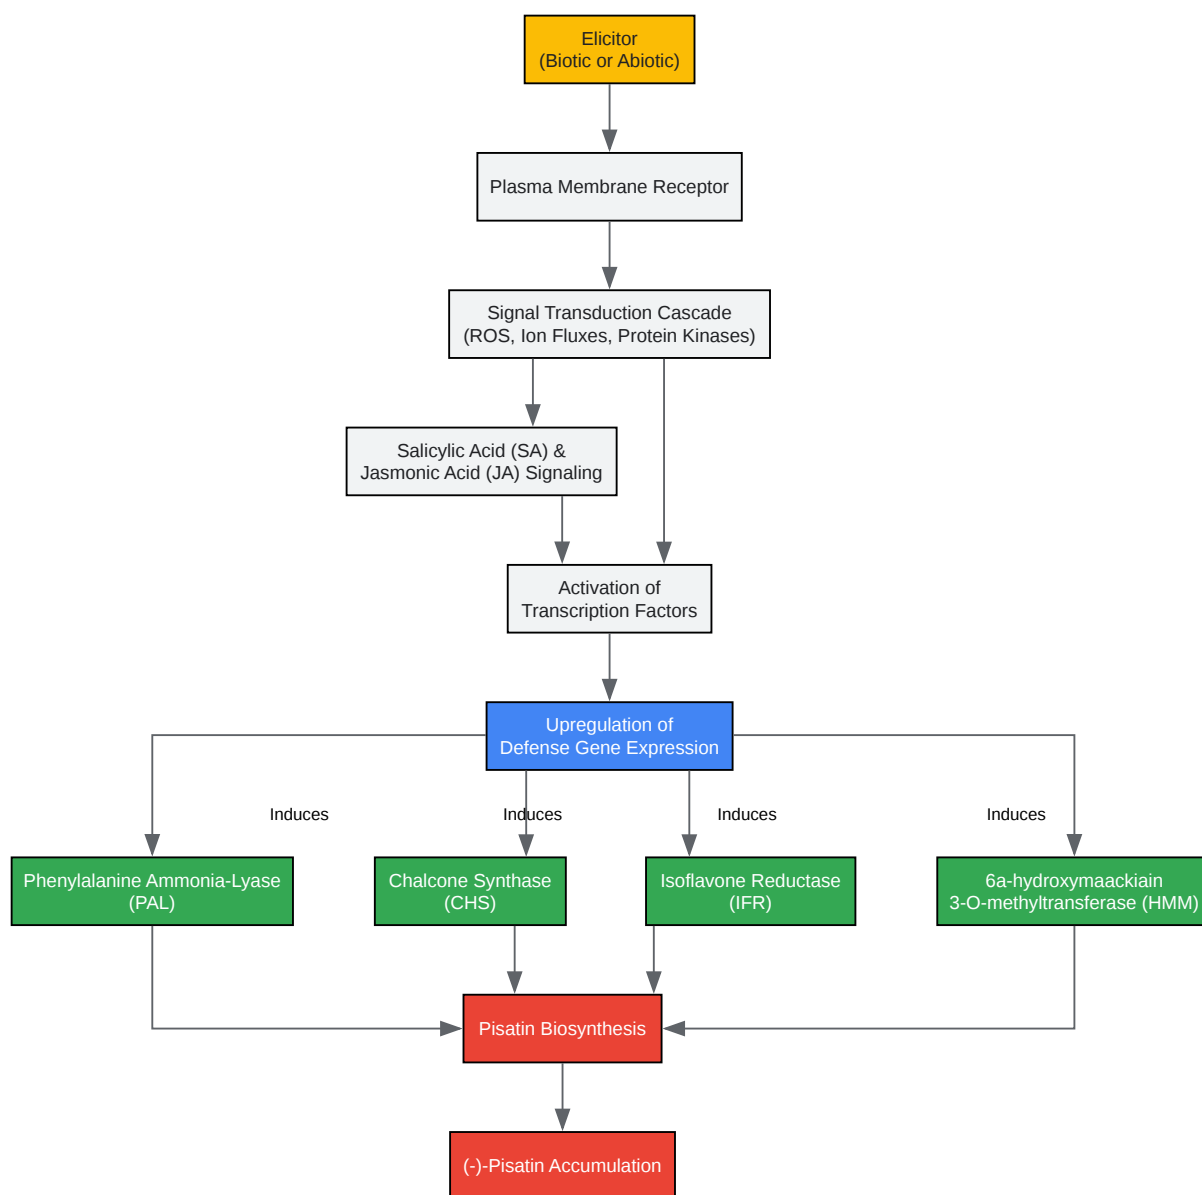 Elicitor
(Biotic or Abiotic)
Plasma Membrane Receptor
Signal Transduction Cascade
(ROS, Ion Fluxes, Protein Kinases)
Salicylic Acid (SA) &
Jasmonic Acid (JA) Signaling
Activation of
Transcription Factors
Upregulation of
Defense Gene Expression
Induces
Induces
Induces
Induces
Phenylalanine Ammonia-Lyase
(PAL)
Chalcone Synthase
(CHS)
Isoflavone Reductase
(IFR)
6a-hydroxymaackiain
3-O-methyltransferase (HMM)
Pisatin Biosynthesis
(-)-Pisatin Accumulation